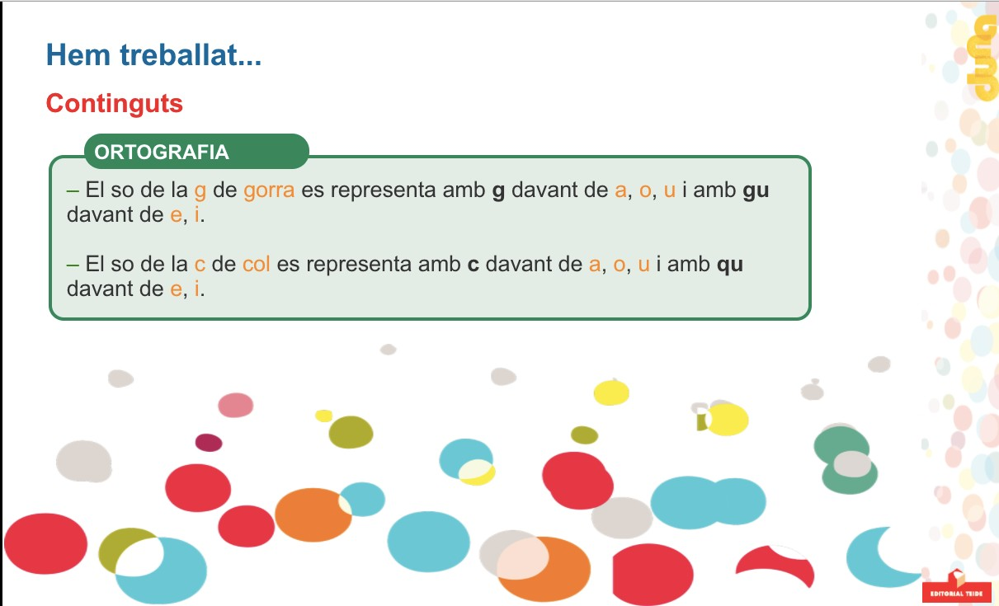 Hem treballat...
Continguts
ORTOGRAFIA
– El so de la g de gorra es representa amb g davant de a, o, u i amb gu
davant de e, i.
– El so de la c de col es representa amb c davant de a, o, u i amb qu
davant de e, i.
duma
EDITORIAL TEIDE